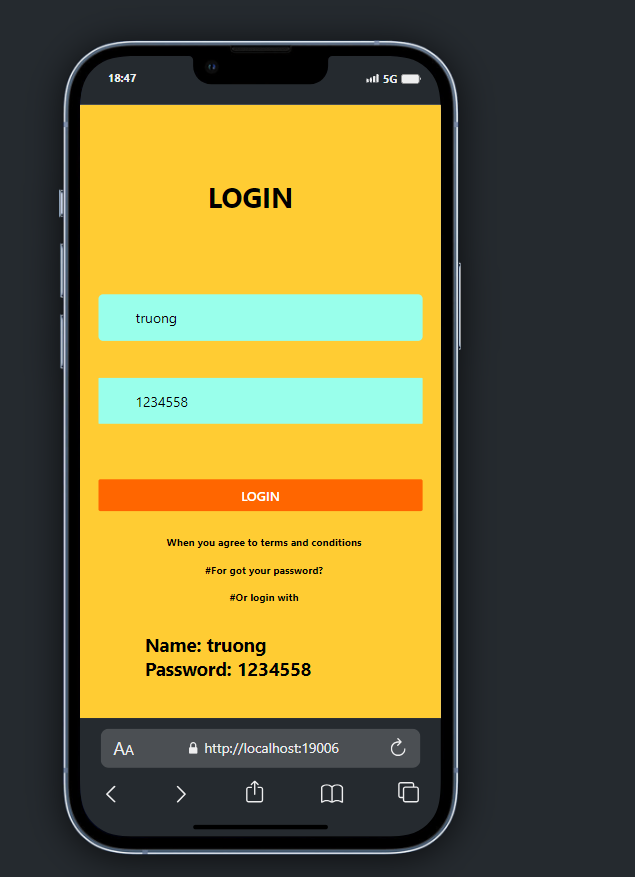 18:47
5G
LOGIN
truong
1234558
LOGIN
When you agree to terms and conditions
#For got your password?
#Or login with
Name: truong
Password: 1234558
AA
http://localhost:19006